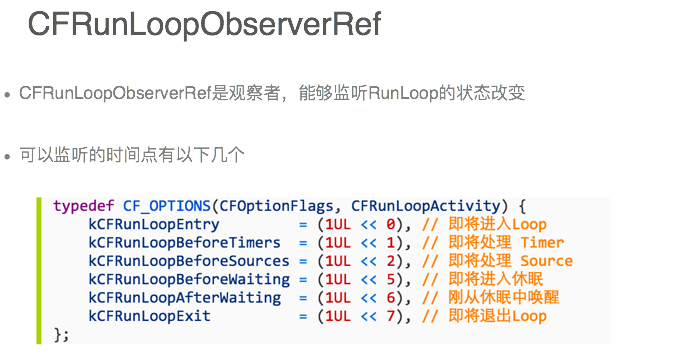 CFRunLoopObserverRef
• CFRunLoopObserverRef是观察者，能够监听RunLoop的状态改变
• 可以监听的时间点有以下几个
typedef CF_OPTIONS(CFOptionFlags, CFRunLoopActivity) {
    kCFRunLoopEntry         = (1UL << 0), // 即将进入Loop
    kCFRunLoopBeforeTimers  = (1UL << 1), // 即将处理 Timer
    kCFRunLoopBeforeSources = (1UL << 2), // 即将处理 Source
    kCFRunLoopBeforeWaiting = (1UL << 5), // 即将进入休眠
    kCFRunLoopAfterWaiting  = (1UL << 6), // 刚从休眠中唤醒
    kCFRunLoopExit          = (1UL << 7), // 即将退出Loop
};